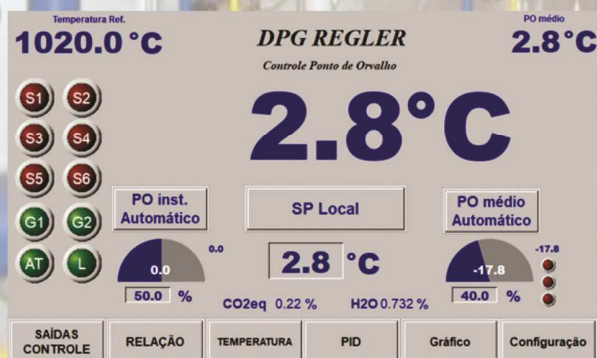 Temperatura Ref.
1020.0 °C
DPG REGLER
Controle Ponto de Orvalho
PO médio
2.8°C
S1 S2
S3 S4
S5 S6
G1 G2
AT L
2.8°C
PO inst.
Automático
SP Local
PO médio
Automático
0.0
0.0
50.0 %
2.8 °C
-17.8
-17.8
40.0 %
CO2eq 0.22 % H2O 0.732 %
SAÍDAS
CONTROLE
RELAÇÃO
TEMPERATURA
PID
Gráfico
Configuração